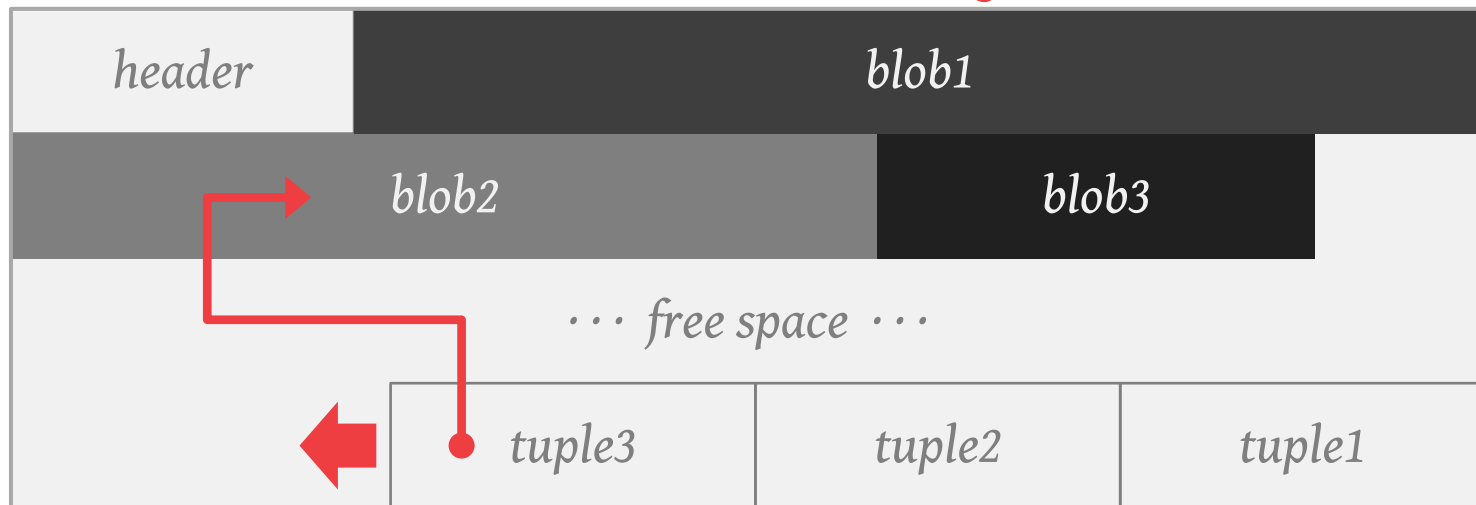 header blob1
blob2 blob3
··· free space ···
tuple3 tuple2 tuple1